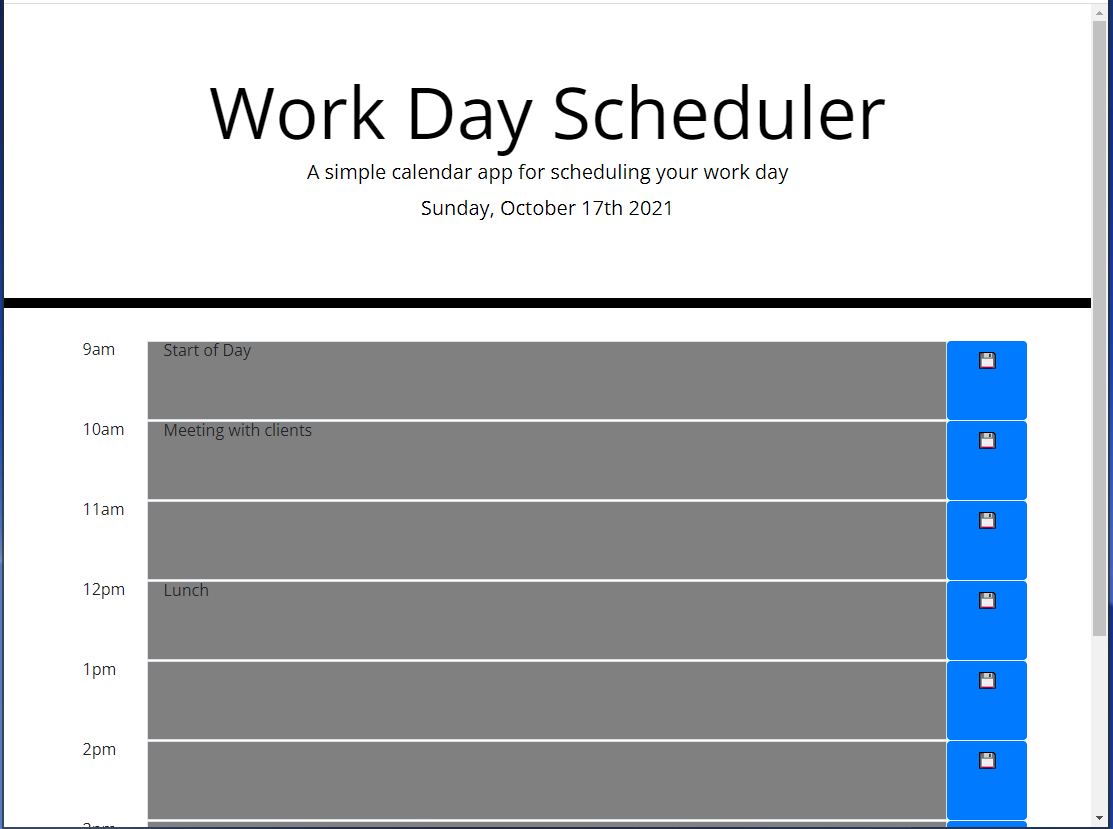 Work Day Scheduler
A simple calendar app for scheduling your work day
Sunday, October 17th 2021
9am
Start of Day
10am
Meeting with clients
11am
12pm
Lunch
1pm
2pm